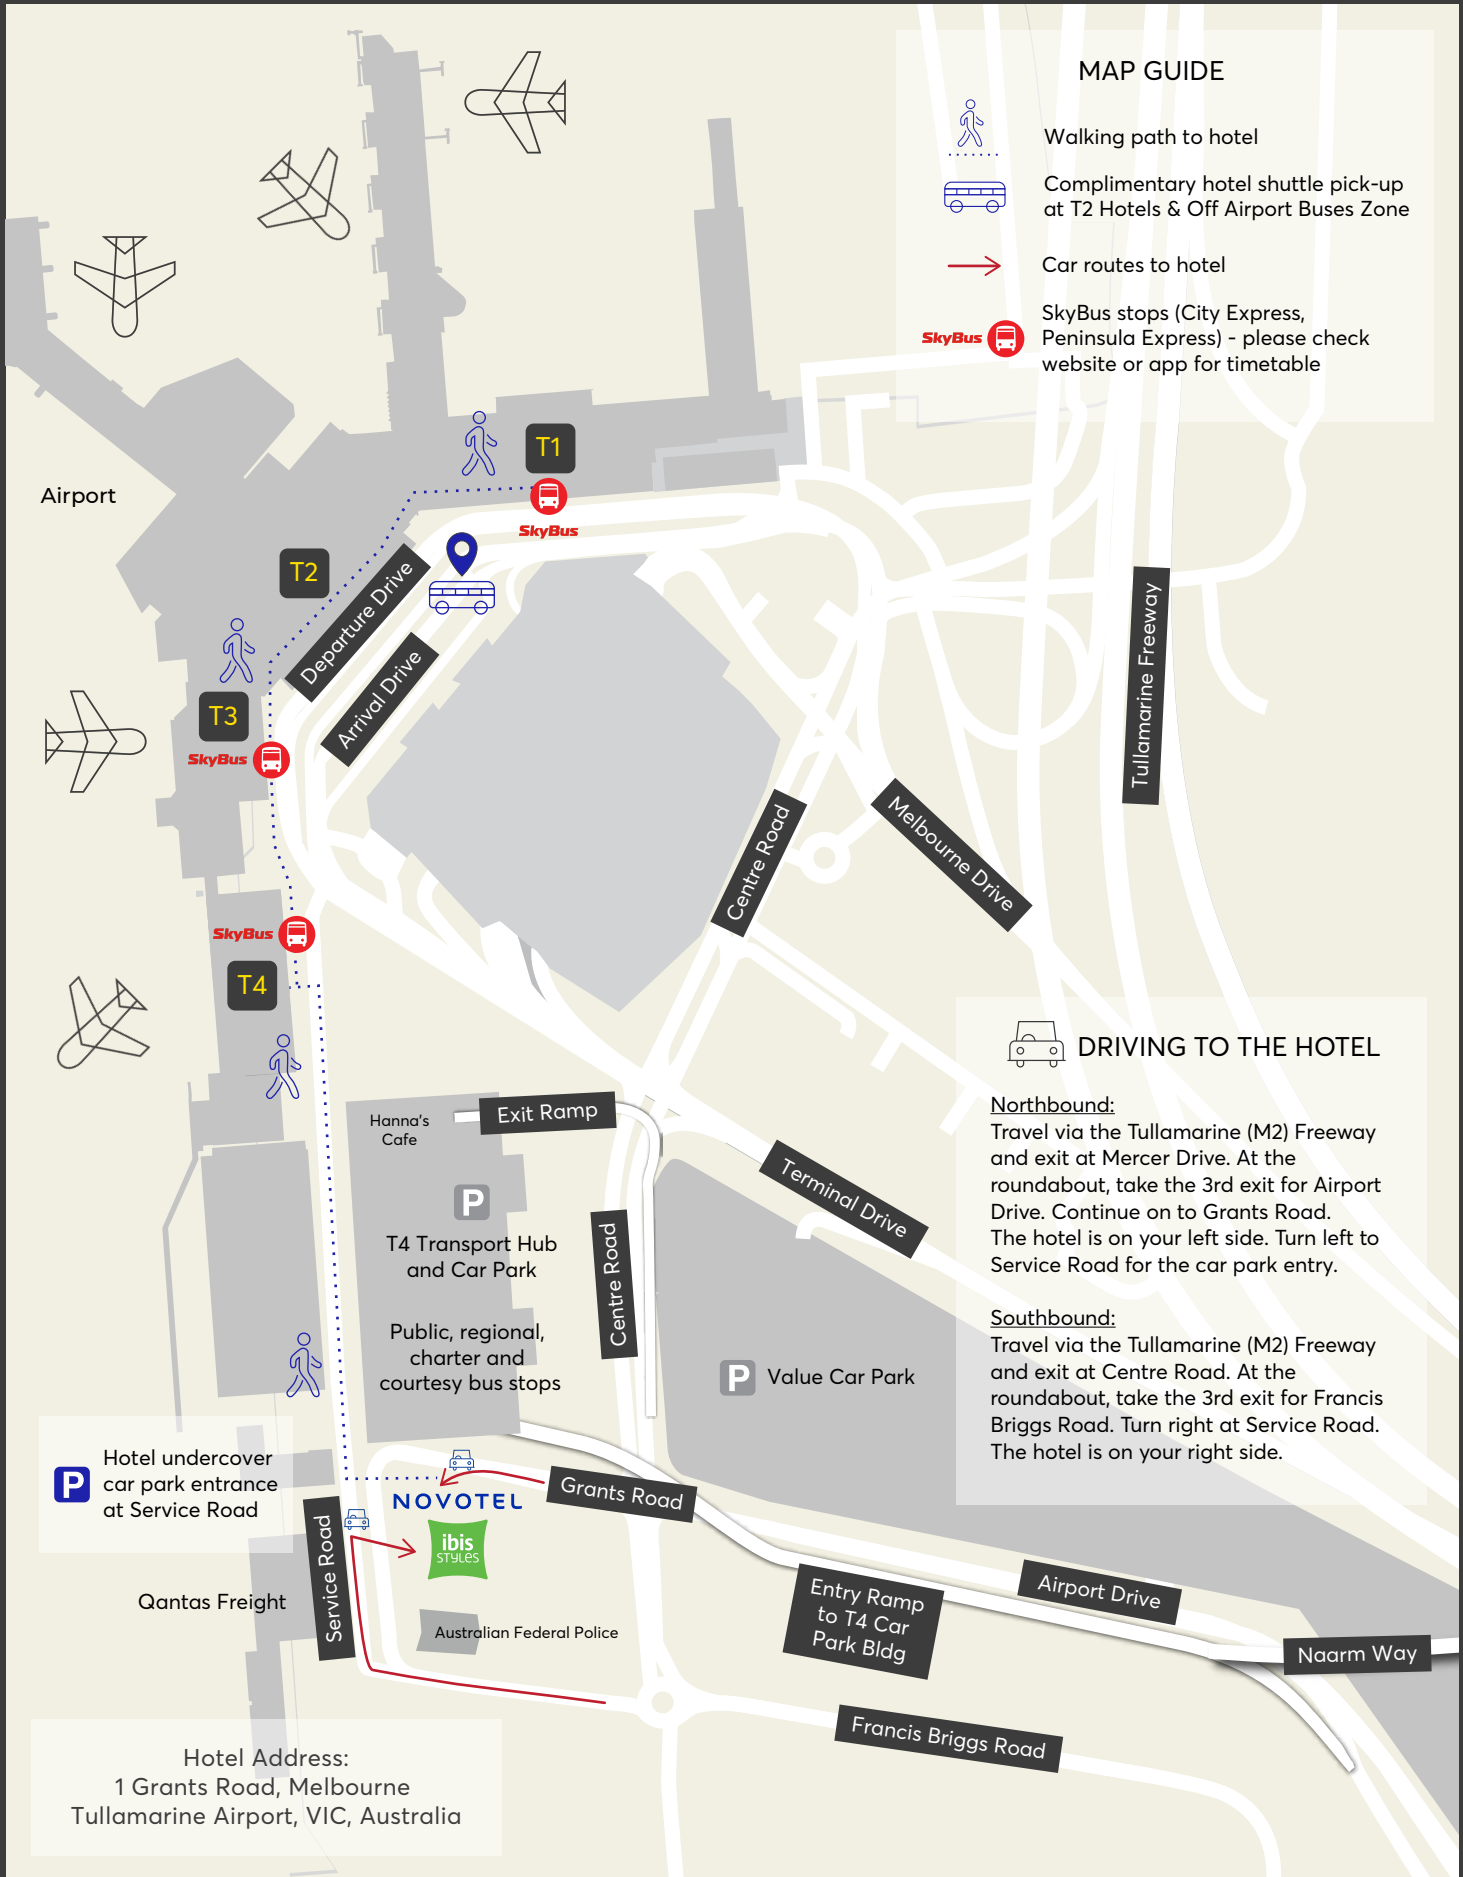 MAP GUIDE
Walking path to hotel
Complimentary hotel shuttle pick-up
at T2 Hotels & Off Airport Buses Zone
Car routes to hotel
SkyBus
SkyBus stops (City Express,
Peninsula Express) - please check
website or app for timetable
T1
SkyBus
Airport
T2
Departure Drive
Arrival Drive
T3
SkyBus
Tullamarine Freeway
Centre Road
Melbourne Drive
SkyBus
T4
DRIVING TO THE HOTEL
Northbound:
Travel via the Tullamarine (M2) Freeway
and exit at Mercer Drive. At the
roundabout, take the 3rd exit for Airport
Drive. Continue on to Grants Road.
The hotel is on your left side. Turn left to
Service Road for the car park entry.
Southbound:
Travel via the Tullamarine (M2) Freeway
and exit at Centre Road. At the
roundabout, take the 3rd exit for Francis
Briggs Road. Turn right at Service Road.
The hotel is on your right side.
Hanna's
Cafe
Exit Ramp
P
T4 Transport Hub
and Car Park
Public, regional,
charter and
courtesy bus stops
Centre Road
Terminal Drive
P
Value Car Park
P
Hotel undercover
car park entrance
at Service Road
NOVOTEL
ibis
STYLES
Grants Road
Service Road
Qantas Freight
Australian Federal Police
Entry Ramp
to T4 Car
Park Bldg
Airport Drive
Naarm Way
Francis Briggs Road
Hotel Address:
1 Grants Road, Melbourne
Tullamarine Airport, VIC, Australia